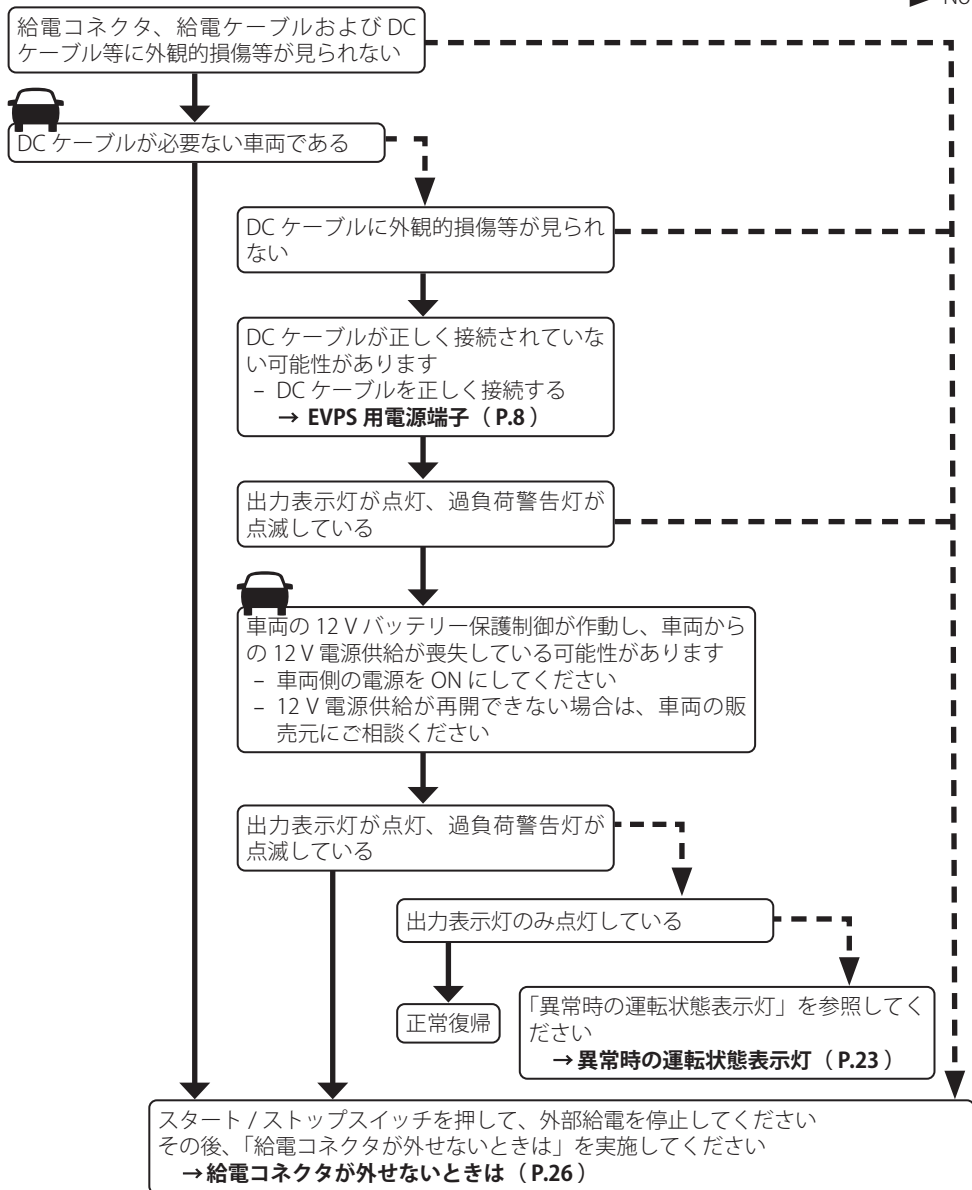 No
給電コネクタ、給電ケーブルおよび DC
ケーブル等に外観的損傷等が見られない
DC ケーブルが必要ない車両である
DC ケーブルに外観的損傷等が見られ
ない
DC ケーブルが正しく接続されていな
い可能性があります
– DC ケーブルを正しく接続する
→ EVPS 用電源端子（ P.8 ）
出力表示灯が点灯、過負荷警告灯が
点滅している
車両の 12 V バッテリー保護制御が作動し、車両から
の 12 V 電源供給が喪失している可能性があります
– 車両側の電源を ON にしてください
– 12 V 電源供給が再開できない場合は、車両の販
売元にご相談ください
出力表示灯が点灯、過負荷警告灯が
点滅している
出力表示灯のみ点灯している
正常復帰
「異常時の運転状態表示灯」を参照してく
ださい
→ 異常時の運転状態表示灯（ P.23 ）
スタート / ストップスイッチを押して、外部給電を停止してください
その後、「給電コネクタが外せないときは」を実施してください
→ 給電コネクタが外せないときは（ P.26 ）